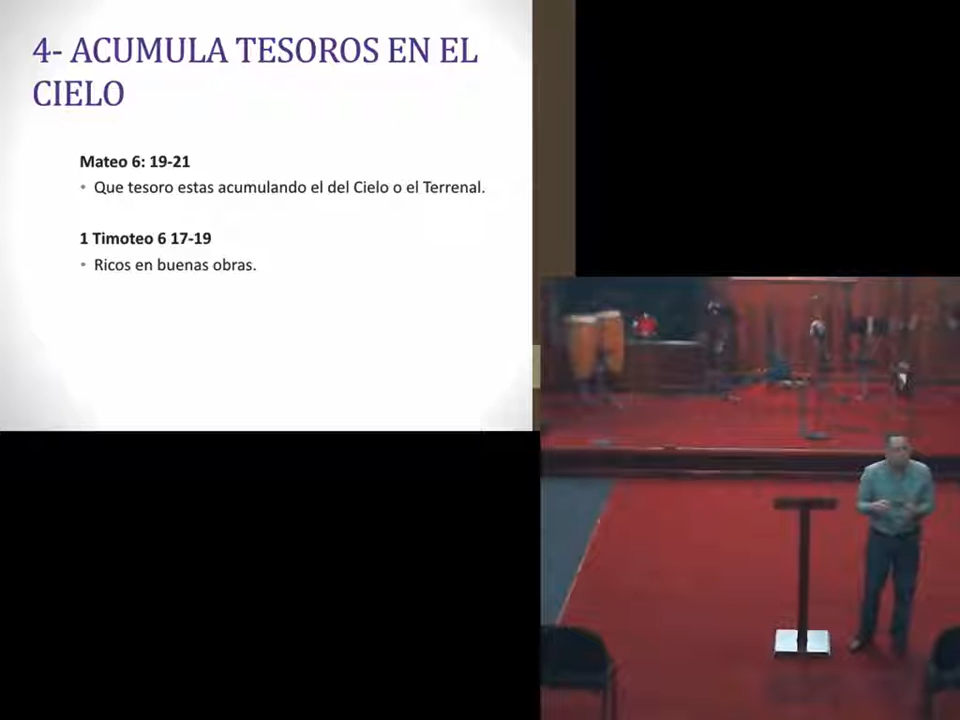 4- ACUMULA TESOROS EN EL
CIELO
Mateo 6: 19-21
• Que tesoro estas acumulando el del Cielo o el Terrenal.
1 Timoteo 6 17-19
• Ricos en buenas obras.